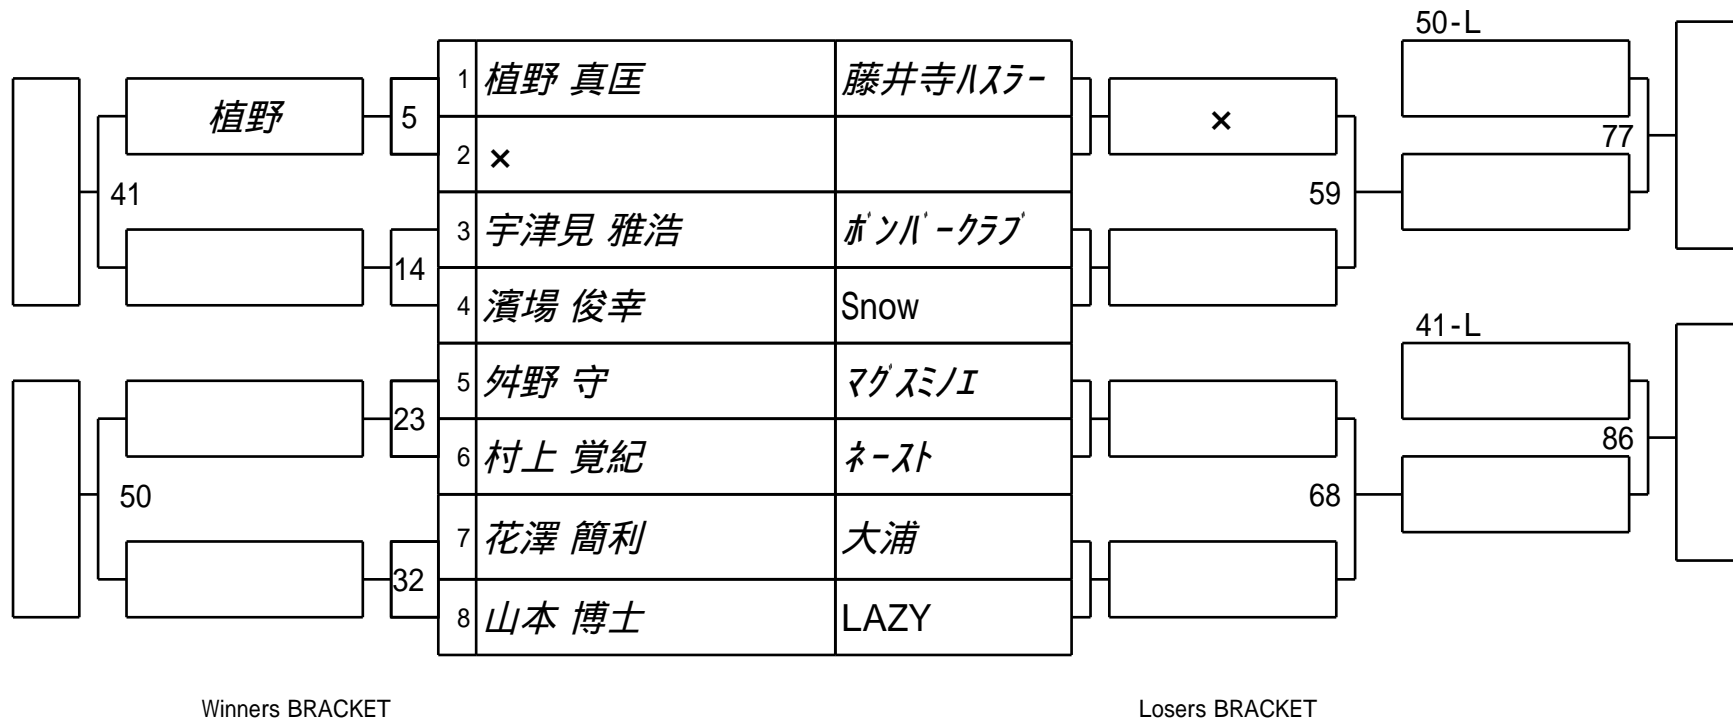 50-L
1 植野 真匡 藤井寺ﾊｽﾗｰ
植野 5 × 77
2 ×
41 59
3 宇津見 雅浩 ﾎﾞﾝﾊﾞｰｸﾗﾌﾞ
14
4 濱場 俊幸 Snow
41-L
5 舛野 守 ﾏｸﾞｽﾐﾉｴ
23 86
6 村上 覚紀 ﾈｰｽﾄ
50 68
7 花澤 簡利 大浦
32
8 山本 博士 LAZY
Winners BRACKET Losers BRACKET